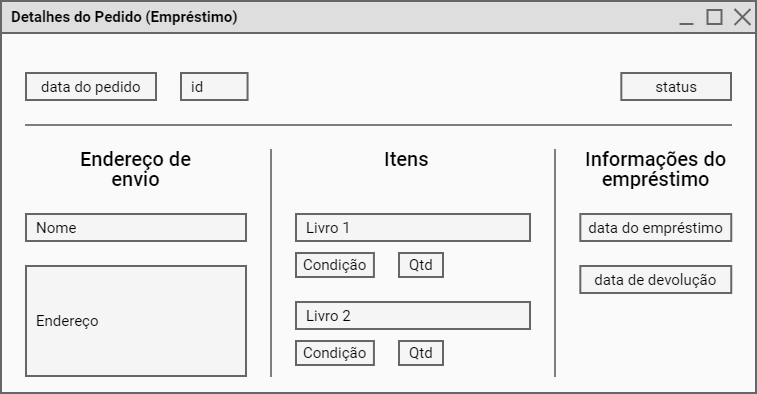 Detalhes do Pedido (Empréstimo)
data do pedido
id
status
Endereço de
envio
Nome
Endereço
Itens
Livro 1
Condição
Qtd
Livro 2
Condição
Qtd
Informações do
empréstimo
data do empréstimo
data de devolução